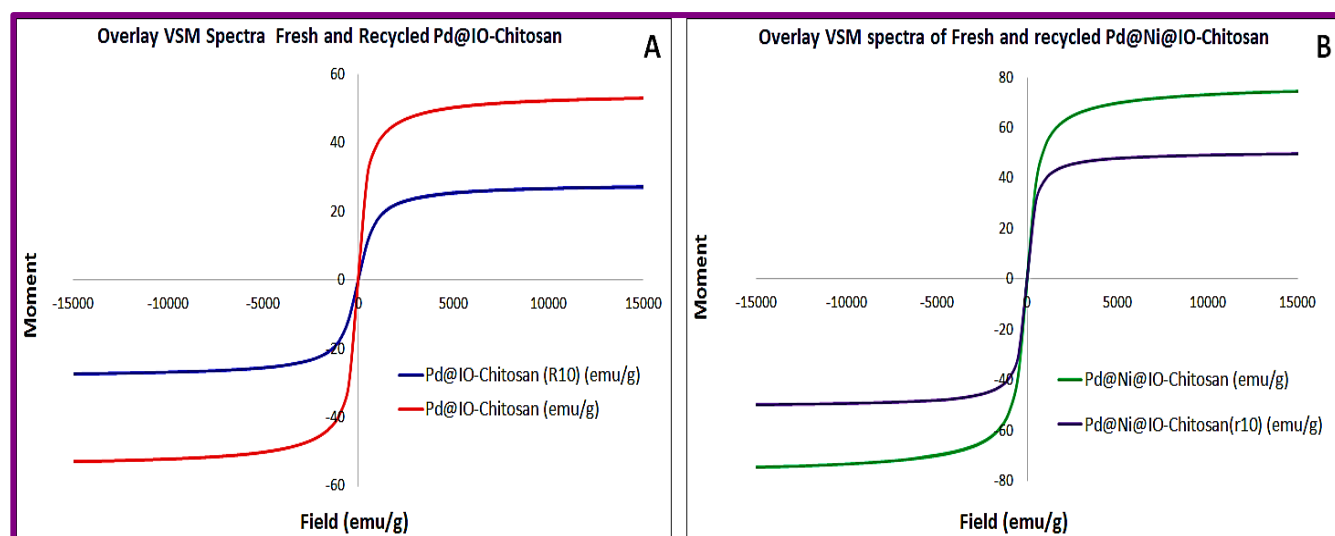 Overlay VSM Spectra Fresh and Recycled Pd@IO-Chitosan
A
60
40
20
0
-15000 -10000 -5000 0 5000 10000 15000
-20
-40
-60
Moment
Pd@IO-Chitosan (R10) (emu/g)
Pd@IO-Chitosan (emu/g)
Field (emu/g)
Overlay VSM spectra of Fresh and recycled Pd@Ni@IO-Chitosan
B
80
60
40
20
0
-15000 -10000 -5000 0 5000 10000 15000
-20
-40
-60
-80
Moment
Pd@Ni@IO-Chitosan (emu/g)
Pd@Ni@IO-Chitosan(r10) (emu/g)
Field (emu/g)